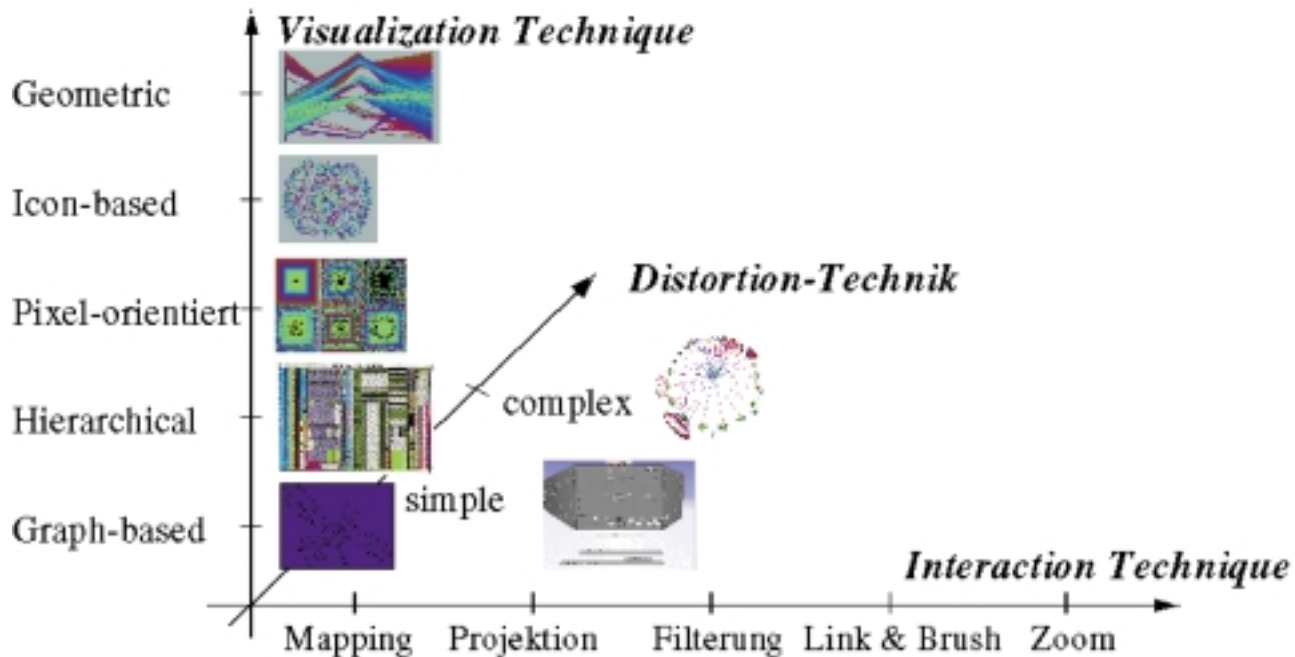 Visualization Technique
Geometric
Icon-based
Distortion-Technik
Pixel-orientiert
complex
Hierarchical
simple
Graph-based
Interaction Technique
Mapping Projektion Filterung Link & Brush Zoom